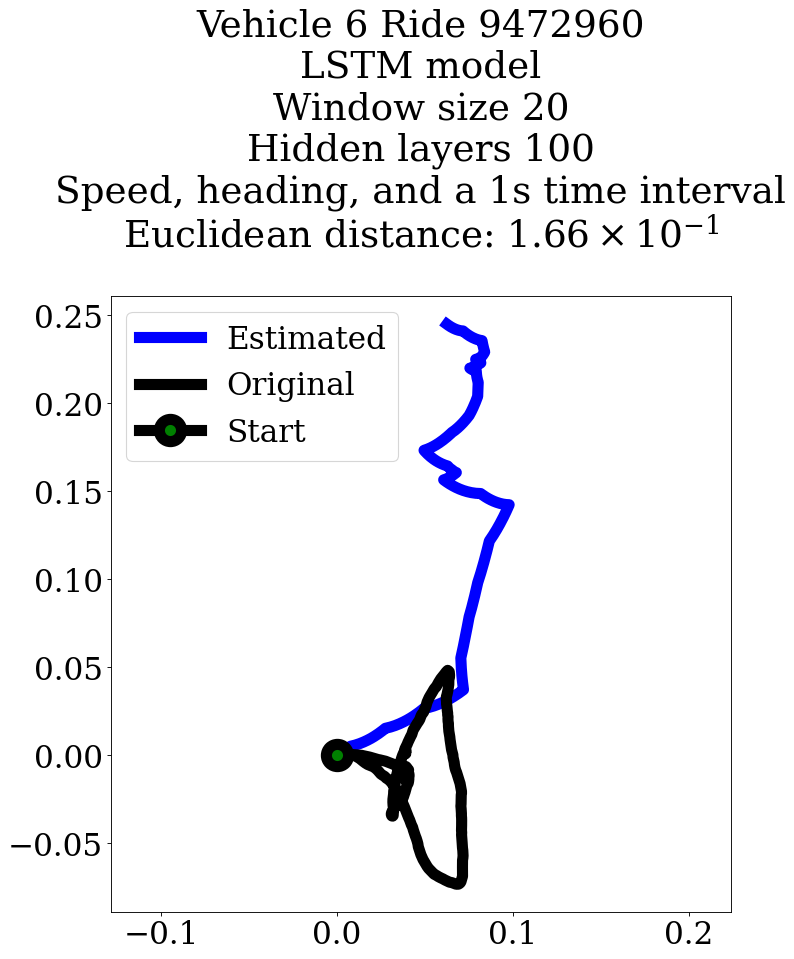 Vehicle 6 Ride 9472960
LSTM model
Window size 20
Hidden layers 100
Speed, heading, and a 1s time interval
Euclidean distance: 1.66 × 10⁻¹
Estimated
Original
Start
0.25
0.20
0.15
0.10
0.05
0.00
−0.05
−0.1
0.0
0.1
0.2